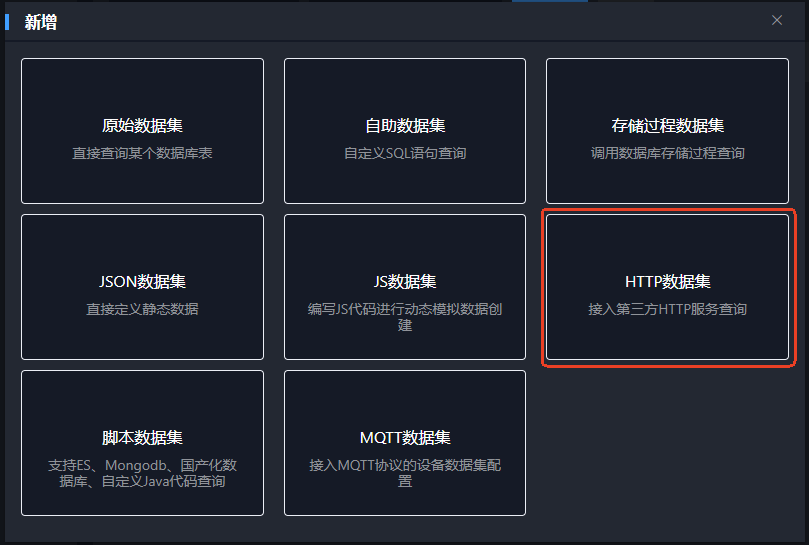 新增
原始数据集
直接查询某个数据库表
自助数据集
自定义SQL语句查询
存储过程数据集
调用数据库存储过程查询
JSON数据集
直接定义静态数据
JS数据集
编写JS代码进行动态模拟数据创
建
HTTP数据集
接入第三方HTTP服务查询
脚本数据集
支持ES、Mongodb、国产化数
据库、自定义Java代码查询
MQTT数据集
接入MQTT协议的设备数据集配
置